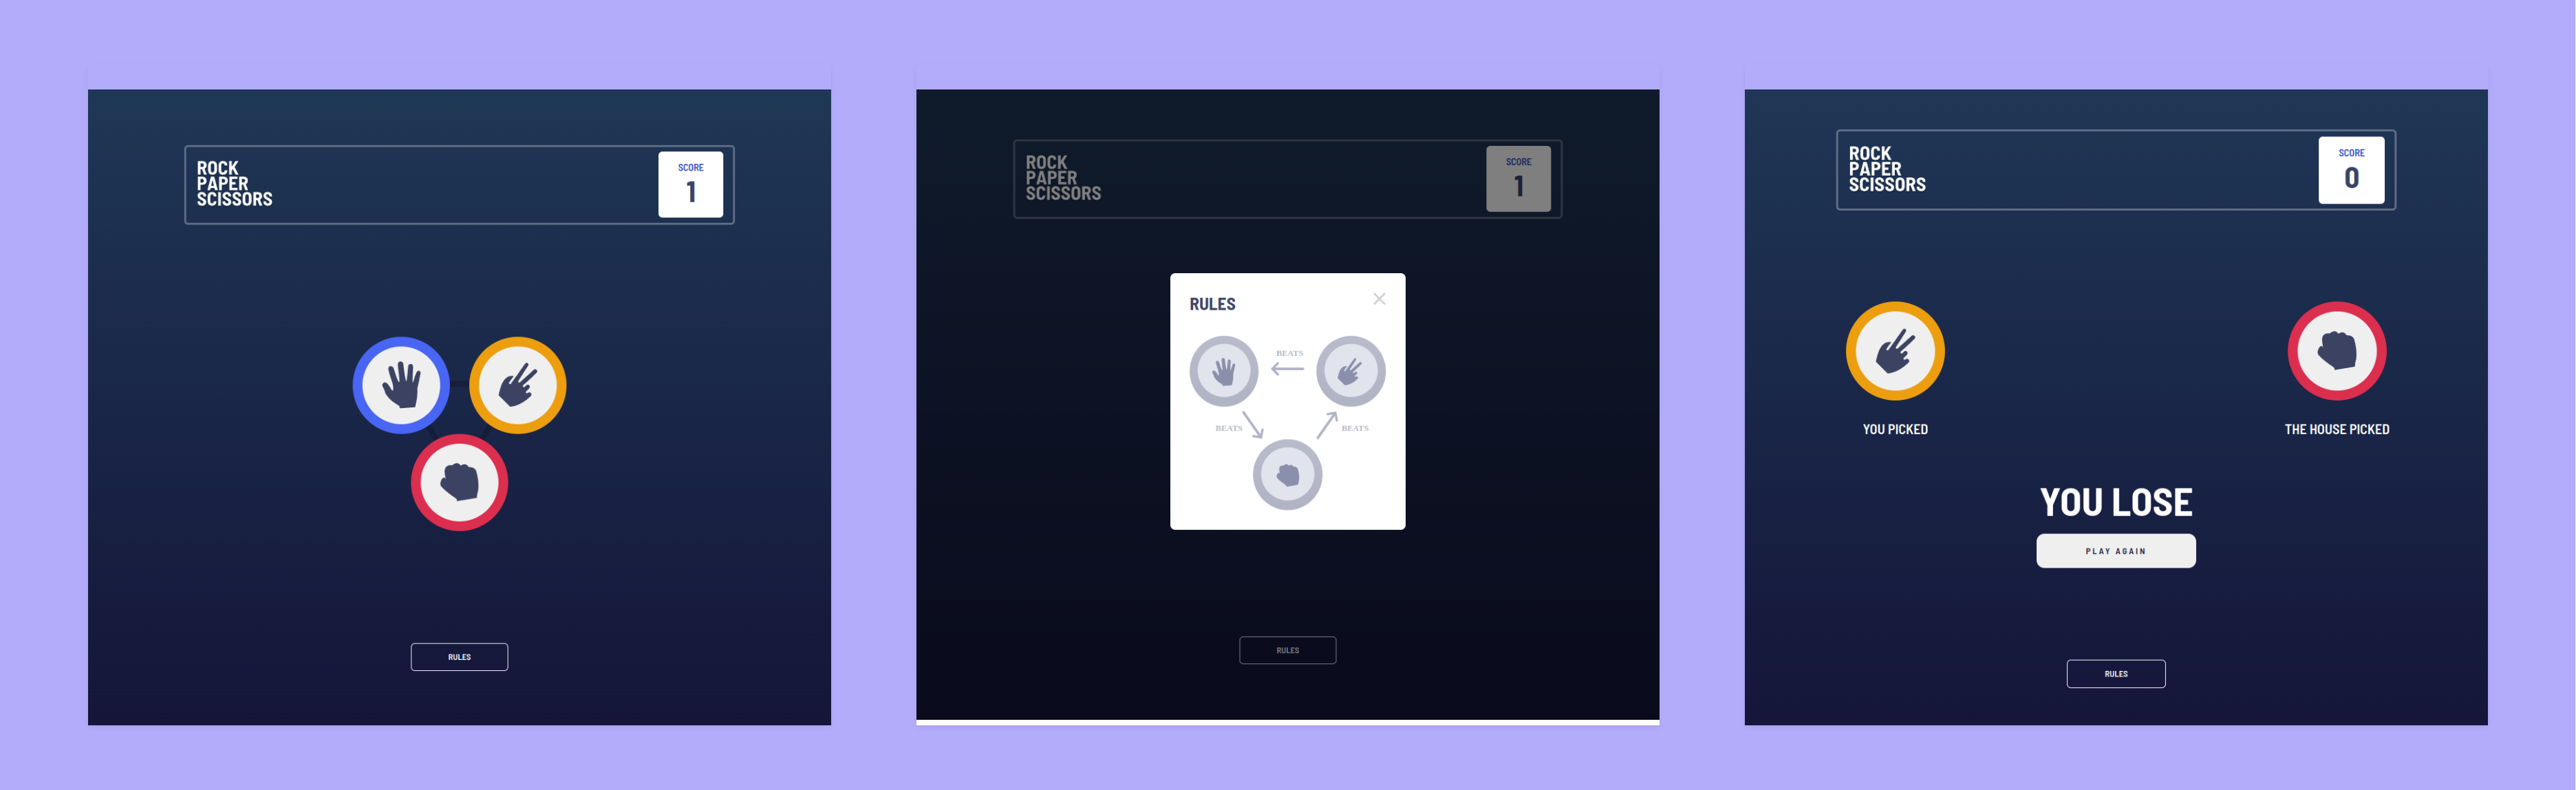 ROCK
PAPER
SCISSORS
SCORE
1
RULES
ROCK
PAPER
SCISSORS
SCORE
1
RULES
BEATS
BEATS
BEATS
RULES
ROCK
PAPER
SCISSORS
SCORE
0
YOU PICKED
THE HOUSE PICKED
YOU LOSE
PLAY AGAIN
RULES